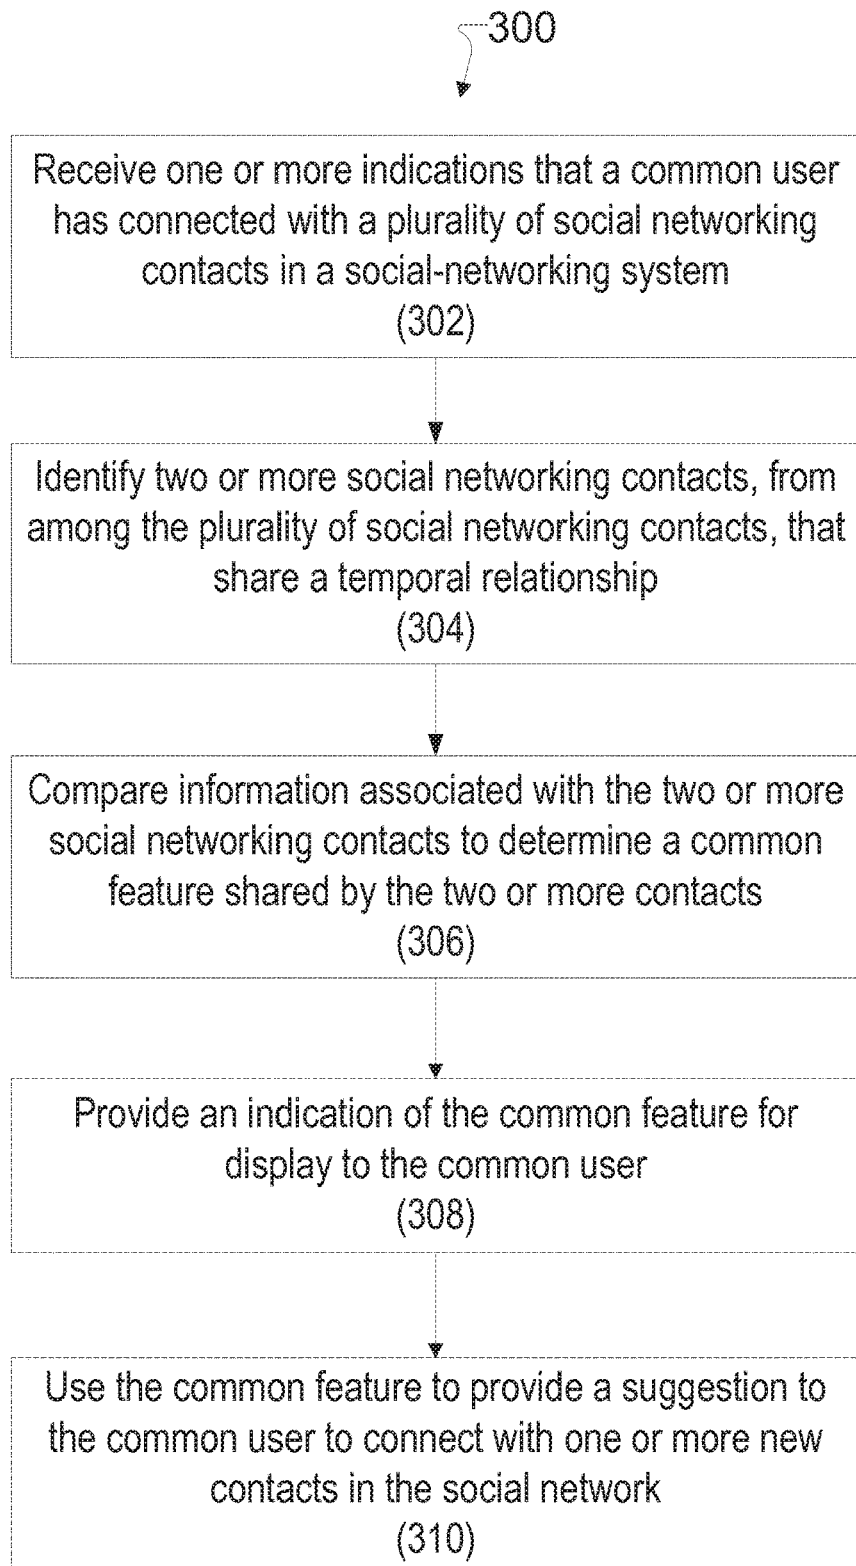 300
Receive one or more indications that a common user
has connected with a plurality of social networking
contacts in a social-networking system
(302)
Identify two or more social networking contacts, from
among the plurality of social networking contacts, that
share a temporal relationship
(304)
Compare information associated with the two or more
social networking contacts to determine a common
feature shared by the two or more contacts
(306)
Provide an indication of the common feature for
display to the common user
(308)
Use the common feature to provide a suggestion to
the common user to connect with one or more new
contacts in the social network
(310)